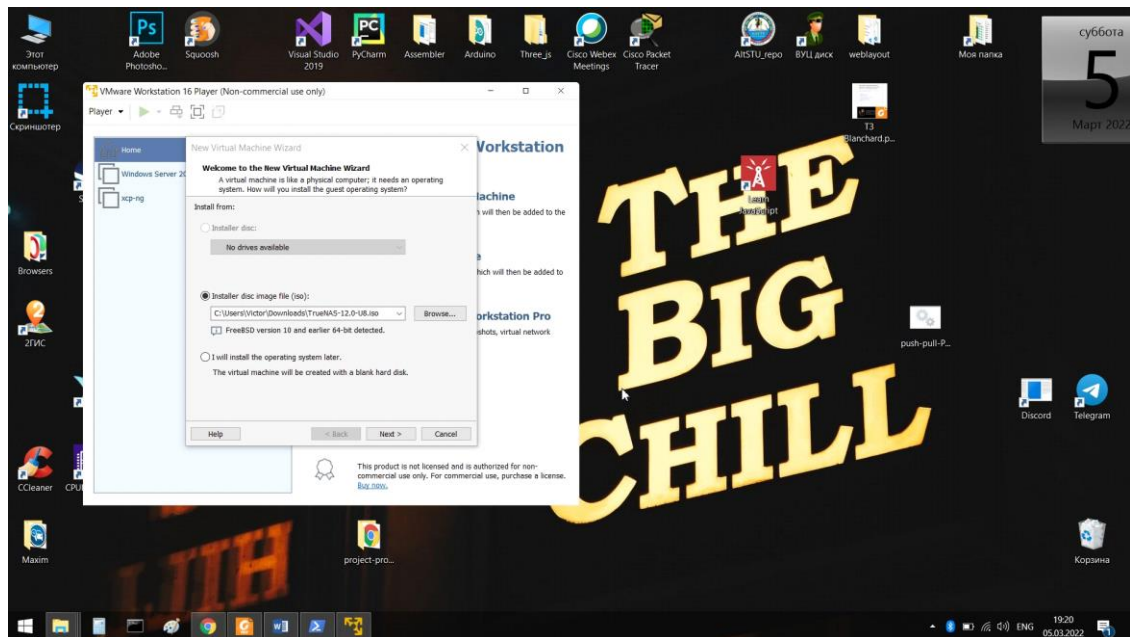 Этот
компьютер
Adobe
Photosho...
Squoosh
Visual Studio
2019
PyCharm
Assembler
Arduino
Three_js
Cisco Webex
Meetings
Cisco Packet
Tracer
AltSTU_repo
ВУЦ диск
weblayout
Моя папка
суббота
5
Март 2022
Скриншотер
ТЗ
Blanchard.p...
Learn
JavaScript
Browsers
2ГИС
push-pull-P...
Discord
Telegram
CCleaner
CPU
Maxim
project-pro...
Корзина
THE
BIG
CHILL
VMware Workstation 16 Player (Non-commercial use only)
Player
Home
Windows Server 20
xcp-ng
Workstation
achine
n will then be added to the
hich will then be added to
orkstation Pro
shots, virtual network
This product is not licensed and is authorized for non-
commercial use only. For commercial use, purchase a license.
Buy now.
New Virtual Machine Wizard
Welcome to the New Virtual Machine Wizard
A virtual machine is like a physical computer; it needs an operating
system. How will you install the guest operating system?
Install from:
Installer disc:
No drives available
Installer disc image file (iso):
C:\Users\Victor\Downloads\TrueNAS-12.0-U8.iso
Browse...
FreeBSD version 10 and earlier 64-bit detected.
I will install the operating system later.
The virtual machine will be created with a blank hard disk.
Help
< Back
Next >
Cancel
ENG
19:20
05.03.2022